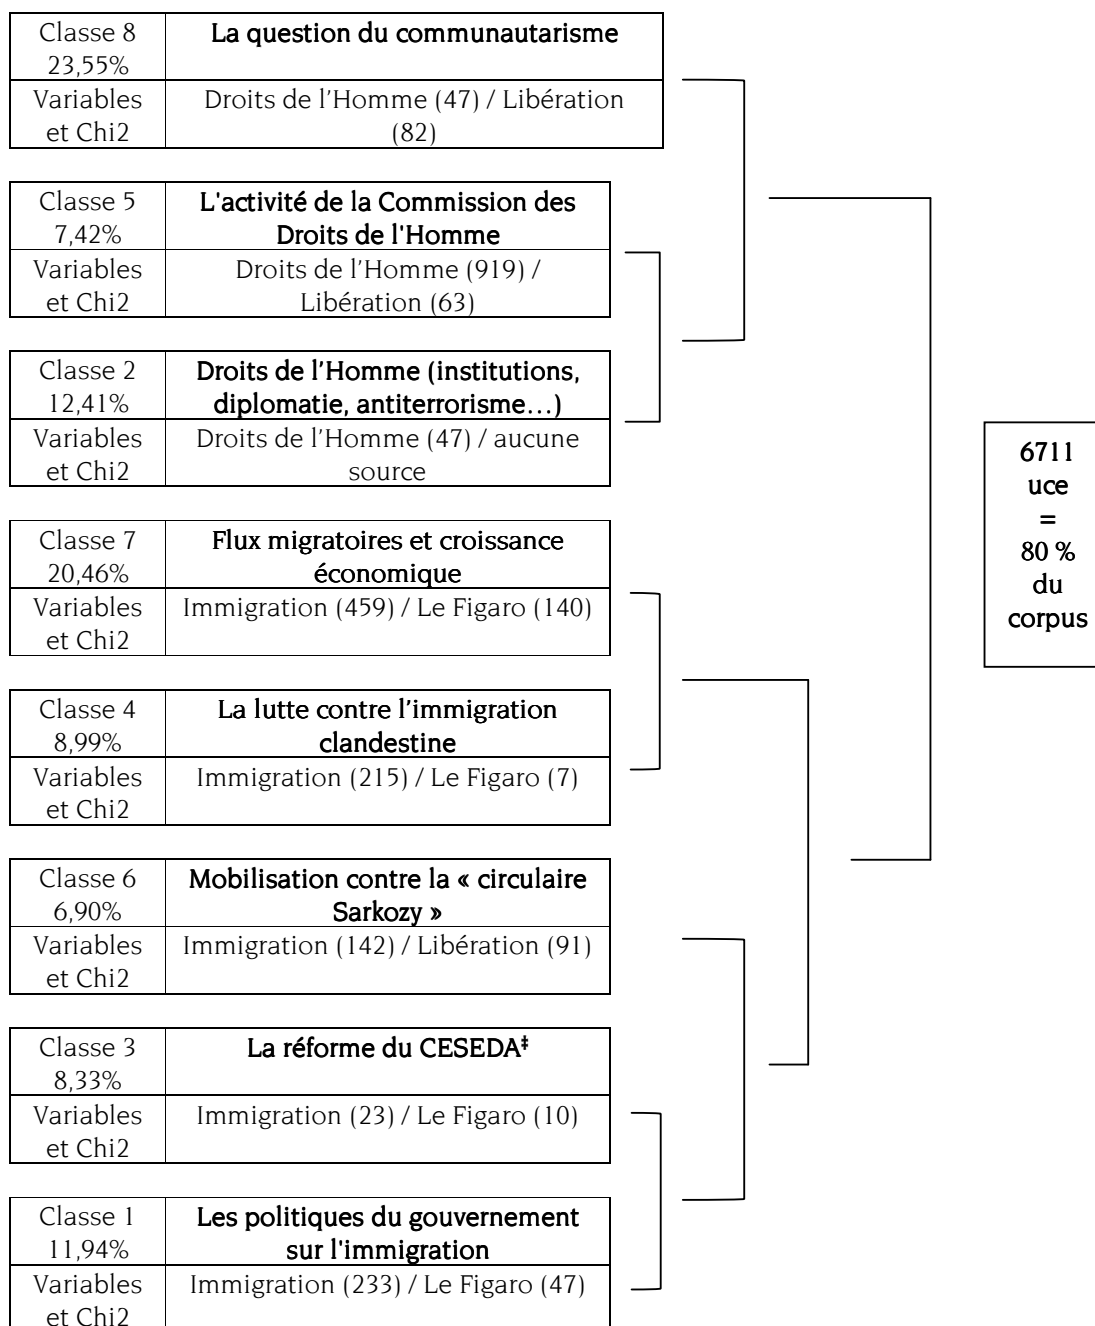 Classe 8
23,55%
La question du communautarisme
Variables
et Chi2
Droits de l'Homme (47) / Libération
(82)
Classe 5
7,42%
L'activité de la Commission des
Droits de l'Homme
Variables
et Chi2
Droits de l'Homme (919) /
Libération (63)
Classe 2
12,41%
Droits de l'Homme (institutions,
diplomatie, antiterrorisme…)
Variables
et Chi2
Droits de l'Homme (47) / aucune
source
Classe 7
20,46%
Flux migratoires et croissance
économique
Variables
et Chi2
Immigration (459) / Le Figaro (140)
Classe 4
8,99%
La lutte contre l'immigration
clandestine
Variables
et Chi2
Immigration (215) / Le Figaro (7)
Classe 6
6,90%
Mobilisation contre la « circulaire
Sarkozy »
Variables
et Chi2
Immigration (142) / Libération (91)
Classe 3
8,33%
La réforme du CESEDA‡
Variables
et Chi2
Immigration (23) / Le Figaro (10)
Classe 1
11,94%
Les politiques du gouvernement
sur l'immigration
Variables
et Chi2
Immigration (233) / Le Figaro (47)
6711
uce
=
80 %
du
corpus